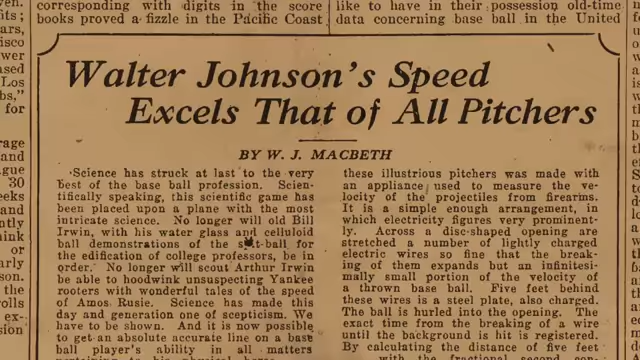 corresponding with digits in the score
books proved a fizzle in the Pacific Coast
like to have in their possession old-time
data concerning base ball in the United
Walter Johnson's Speed
Excels That of All Pitchers
BY W. J. MACBETH
Science has struck at last to the very
best of the base ball profession. Scien-
tifically speaking, this scientific game has
been placed upon a plane with the most
intricate science. No longer will old Bill
Irwin, with his water glass and celluloid
ball demonstrations of the spit-ball for
the edification of college professors, be in
order. No longer will scout Arthur Irwin
be able to hoodwink unsuspecting Yankee
rooters with wonderful tales of the speed
of Amos Rusie. Science has made this
day and generation one of scepticism. We
have to be shown. And it is now possible
to get an absolute accurate line on a base
ball player's ability in all matters
these illustrious pitchers was made with
an appliance used to measure the ve-
locity of the projectiles from firearms.
It is a simple enough arrangement, in
which electricity figures very prominent-
ly. Across a disc-shaped opening are
stretched a number of lightly charged
electric wires so fine that the break-
ing of them expands but an infinitesi-
mally small portion of the velocity of
a thrown base ball. Five feet behind
these wires is a steel plate, also charged.
The ball is hurled into the opening. The
exact time from the breaking of a wire
until the background is hit is registered.
By calculating the distance of five feet
with the fractional second